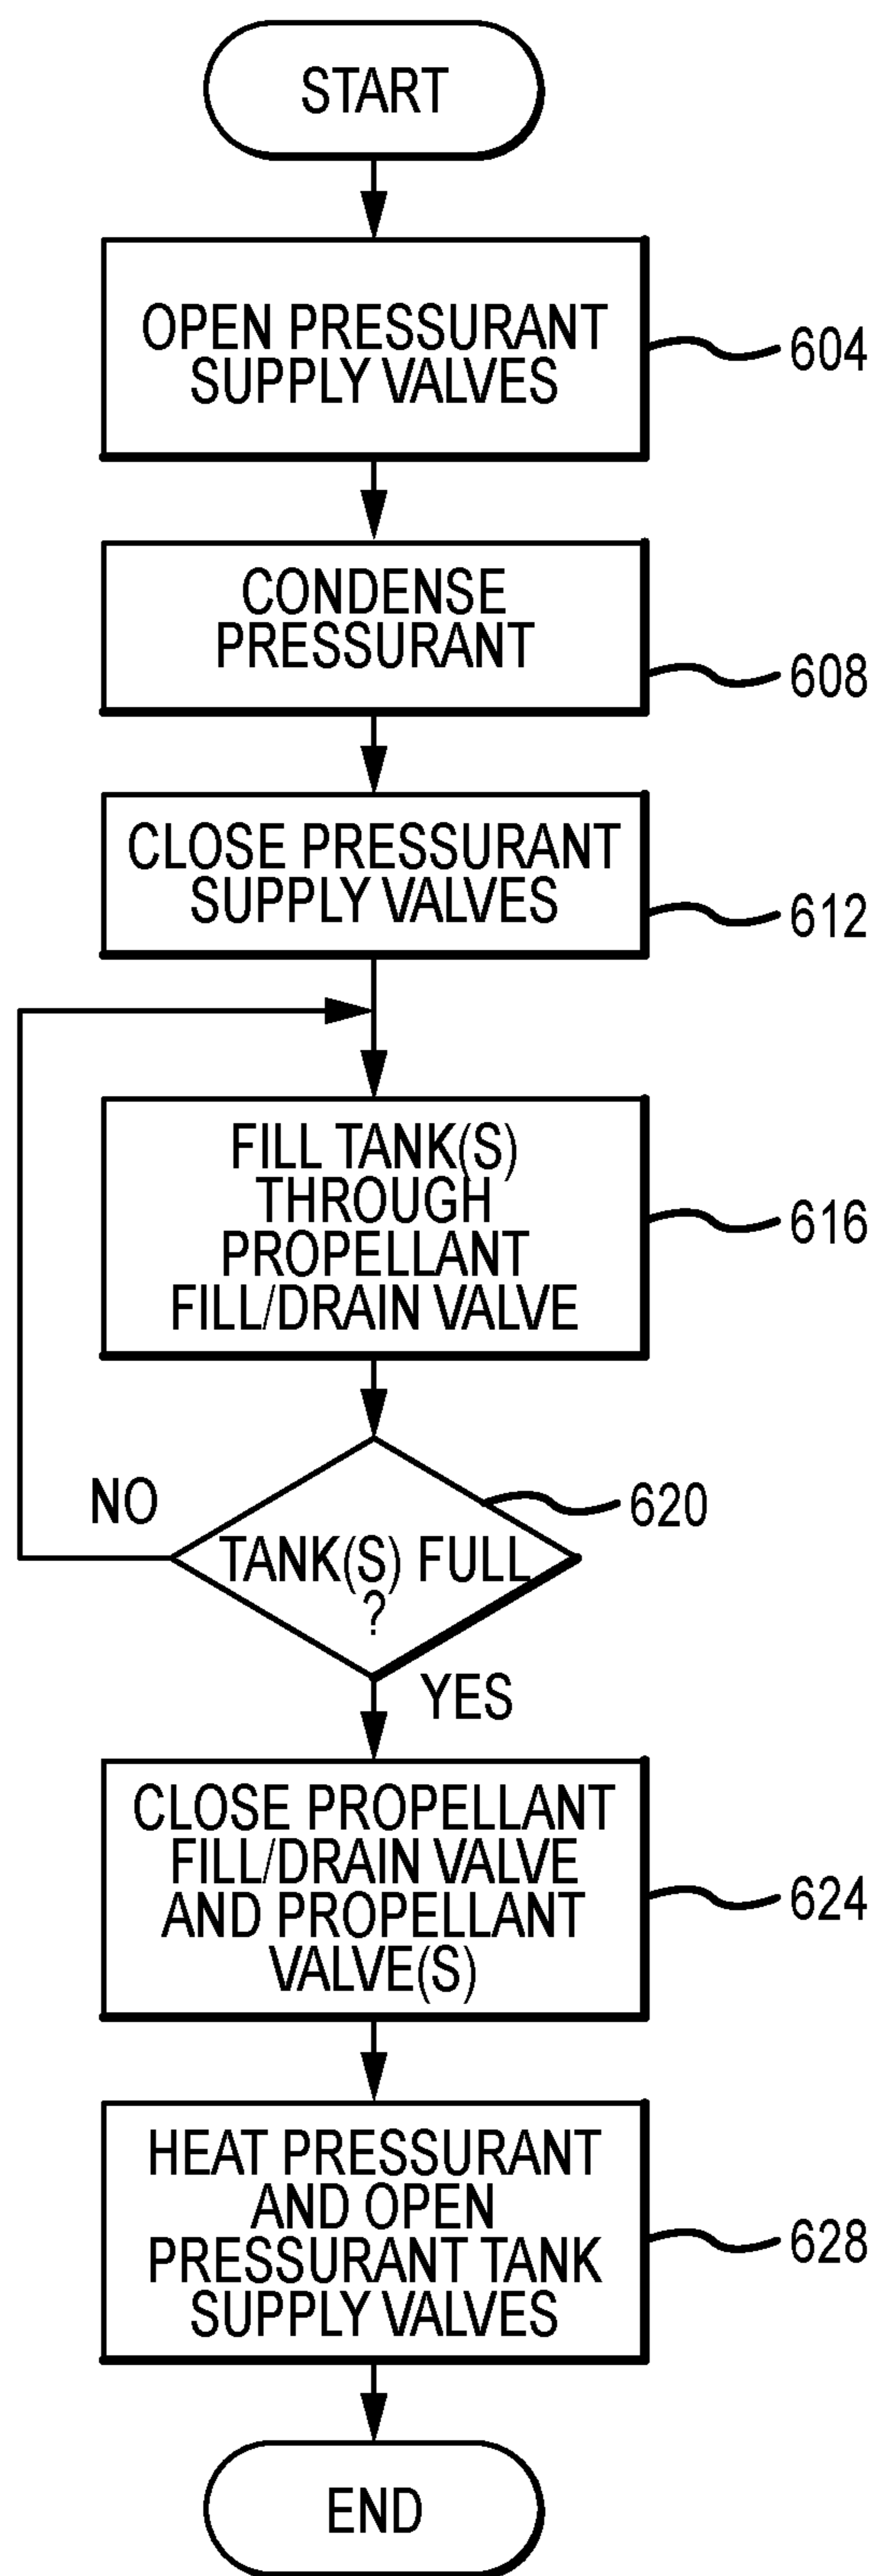 START
OPEN PRESSURANT
SUPPLY VALVES
604
CONDENSE
PRESSURANT
608
CLOSE PRESSURANT
SUPPLY VALVES
612
FILL TANK(S)
THROUGH
PROPELLANT
FILL/DRAIN VALVE
616
NO
TANK(S) FULL
?
620
YES
CLOSE PROPELLANT
FILL/DRAIN VALVE
AND PROPELLANT
VALVE(S)
624
HEAT PRESSURANT
AND OPEN
PRESSURANT TANK
SUPPLY VALVES
628
END